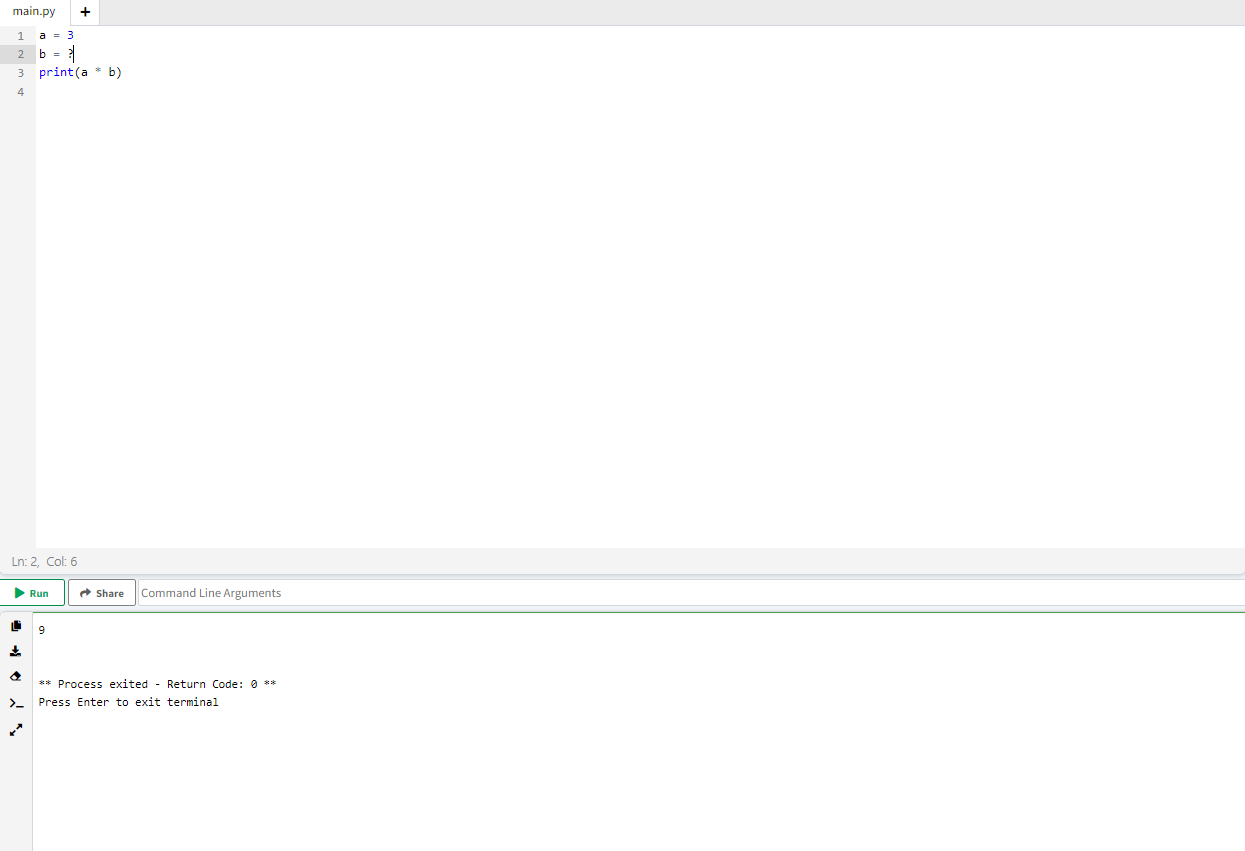 main.py +
1 a = 3
2 b = ?
3 print(a * b)
4
Ln: 2, Col: 6
Run Share Command Line Arguments
9
** Process exited - Return Code: 0 **
Press Enter to exit terminal